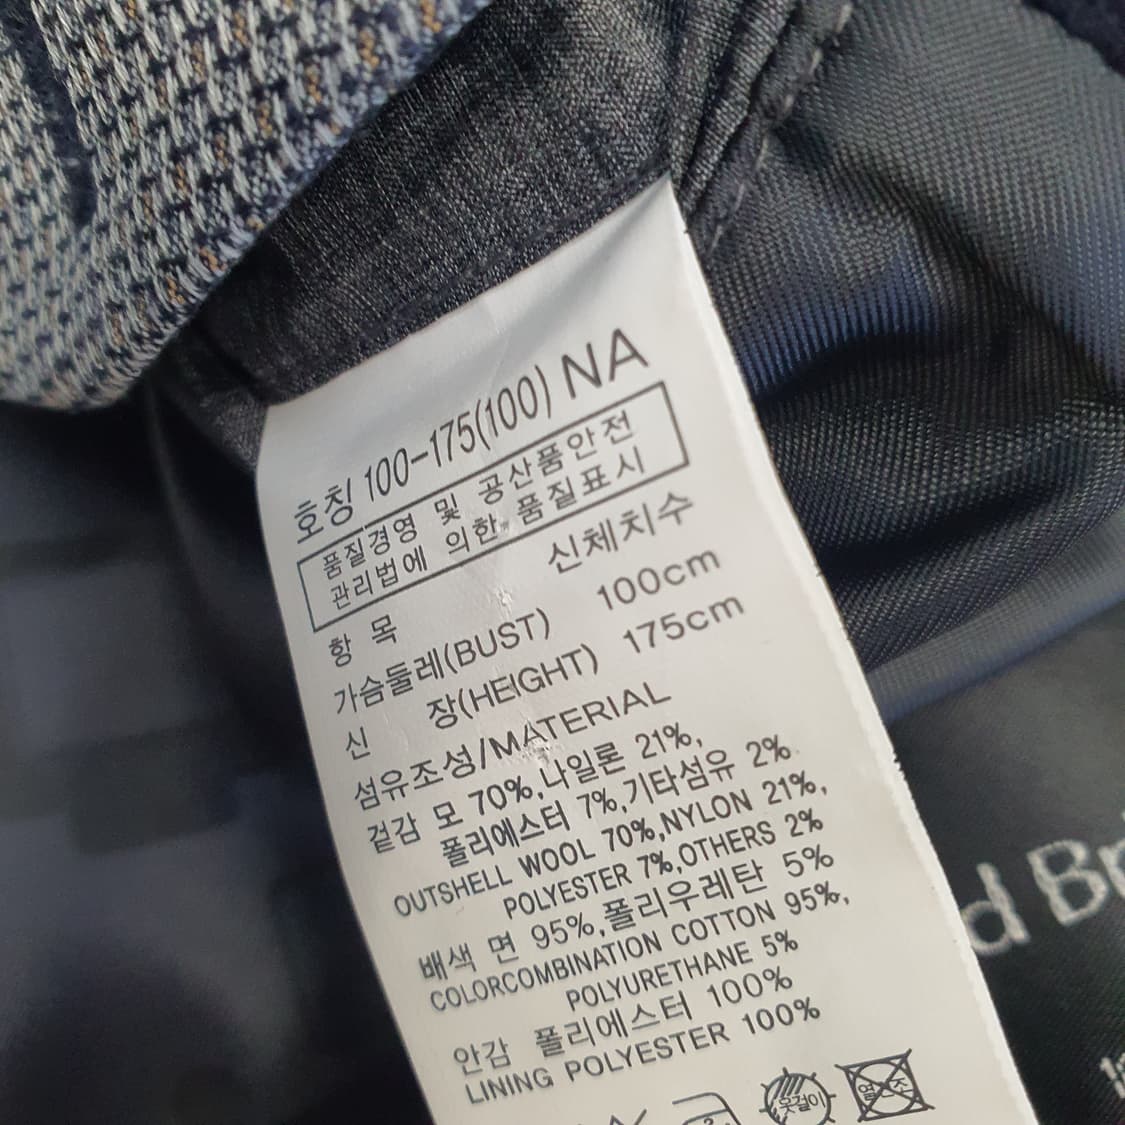 호칭 100-175(100) NA
품질경영 및 공산품안전
관리법에 의한 품질표시
항 목 신체치수
가슴둘레(BUST) 100cm
신 장(HEIGHT) 175cm
섬유조성/MATERIAL
겉감 모 70%,나일론 21%,
폴리에스터 7%,기타섬유 2%
OUTSHELL WOOL 70%,NYLON 21%,
POLYESTER 7%,OTHERS 2%
배색 면 95%,폴리우레탄 5%
COLORCOMBINATION COTTON 95%,
POLYURETHANE 5%
안감 폴리에스터 100%
LINING POLYESTER 100%
옷걸이
열건조
d Br